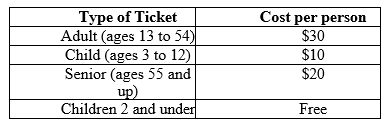 Type of Ticket Cost per person
Adult (ages 13 to 54) $30
Child (ages 3 to 12) $10
Senior (ages 55 and $20
up)
Children 2 and under Free